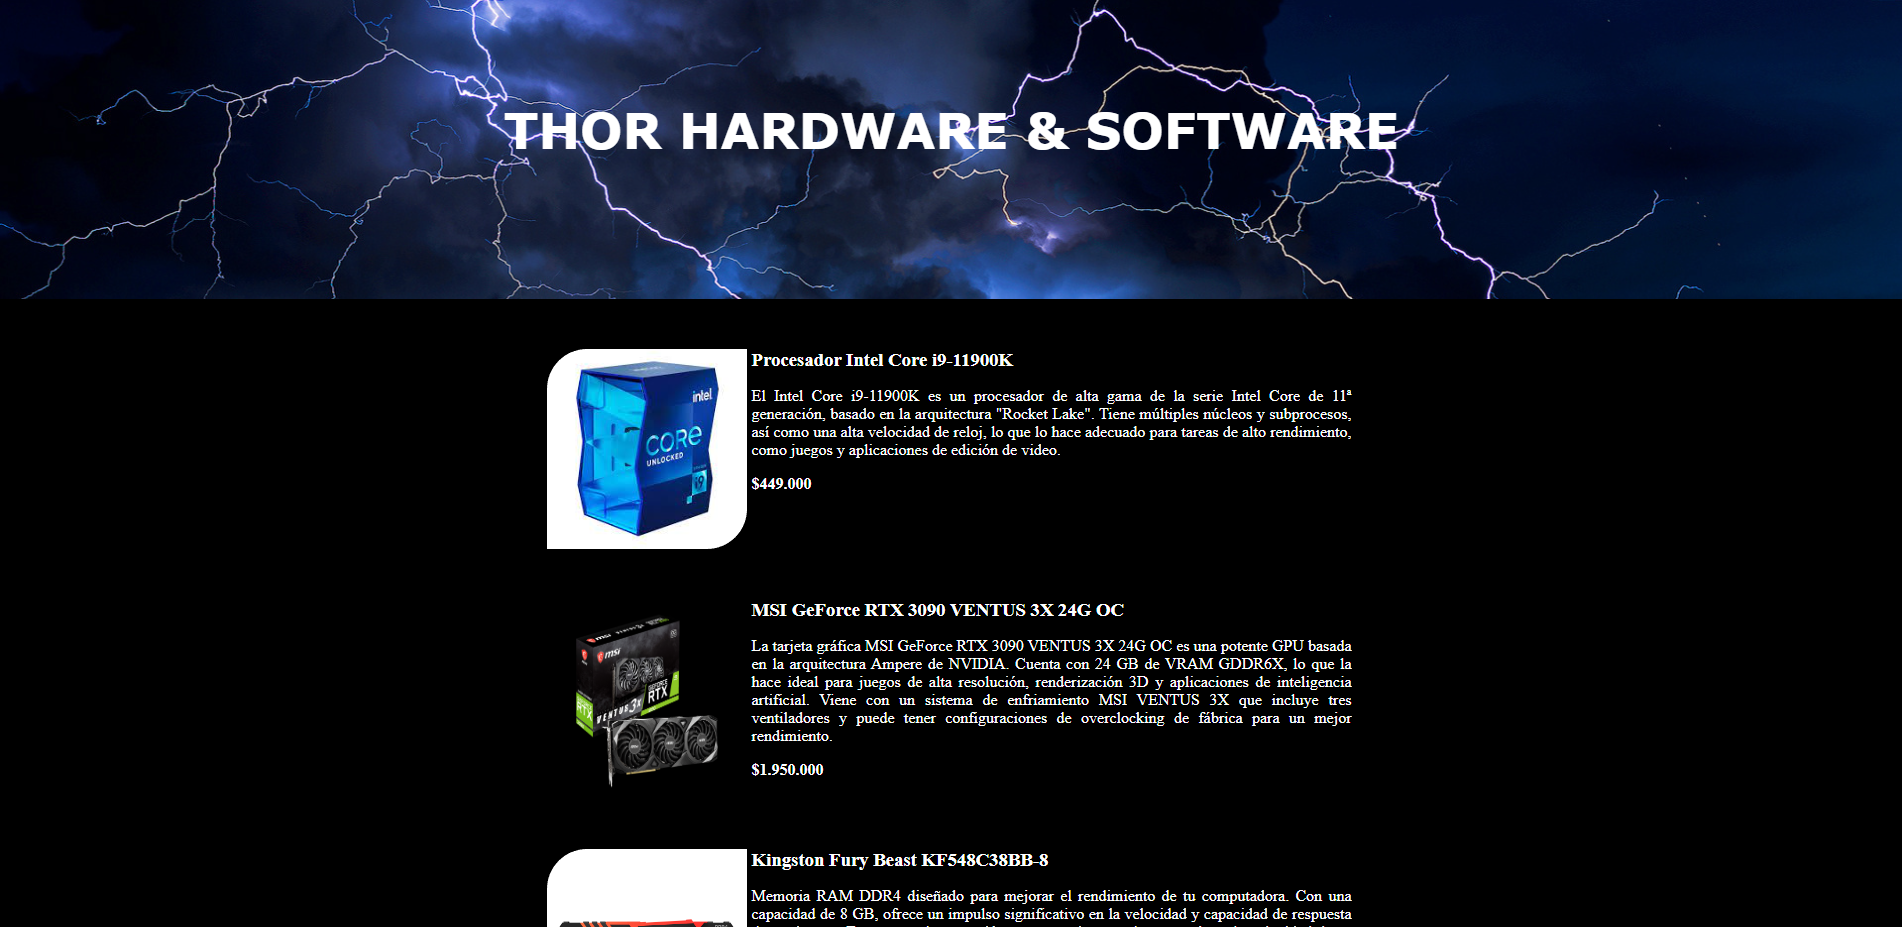 THOR HARDWARE & SOFTWARE
intel
CORE
UNLOCKED
i9
Procesador Intel Core i9-11900K
El Intel Core i9-11900K es un procesador de alta gama de la serie Intel Core de 11ª
generación, basado en la arquitectura "Rocket Lake". Tiene múltiples núcleos y subprocesos,
así como una alta velocidad de reloj, lo que lo hace adecuado para tareas de alto rendimiento,
como juegos y aplicaciones de edición de video.
$449.000
msi
msi
GEFORCE
RTX
RTX
VENTUS 3X
MSI GeForce RTX 3090 VENTUS 3X 24G OC
La tarjeta gráfica MSI GeForce RTX 3090 VENTUS 3X 24G OC es una potente GPU basada
en la arquitectura Ampere de NVIDIA. Cuenta con 24 GB de VRAM GDDR6X, lo que la
hace ideal para juegos de alta resolución, renderización 3D y aplicaciones de inteligencia
artificial. Viene con un sistema de enfriamiento MSI VENTUS 3X que incluye tres
ventiladores y puede tener configuraciones de overclocking de fábrica para un mejor
rendimiento.
$1.950.000
Kingston Fury Beast KF548C38BB-8
Memoria RAM DDR4 diseñado para mejorar el rendimiento de tu computadora. Con una
capacidad de 8 GB, ofrece un impulso significativo en la velocidad y capacidad de respuesta